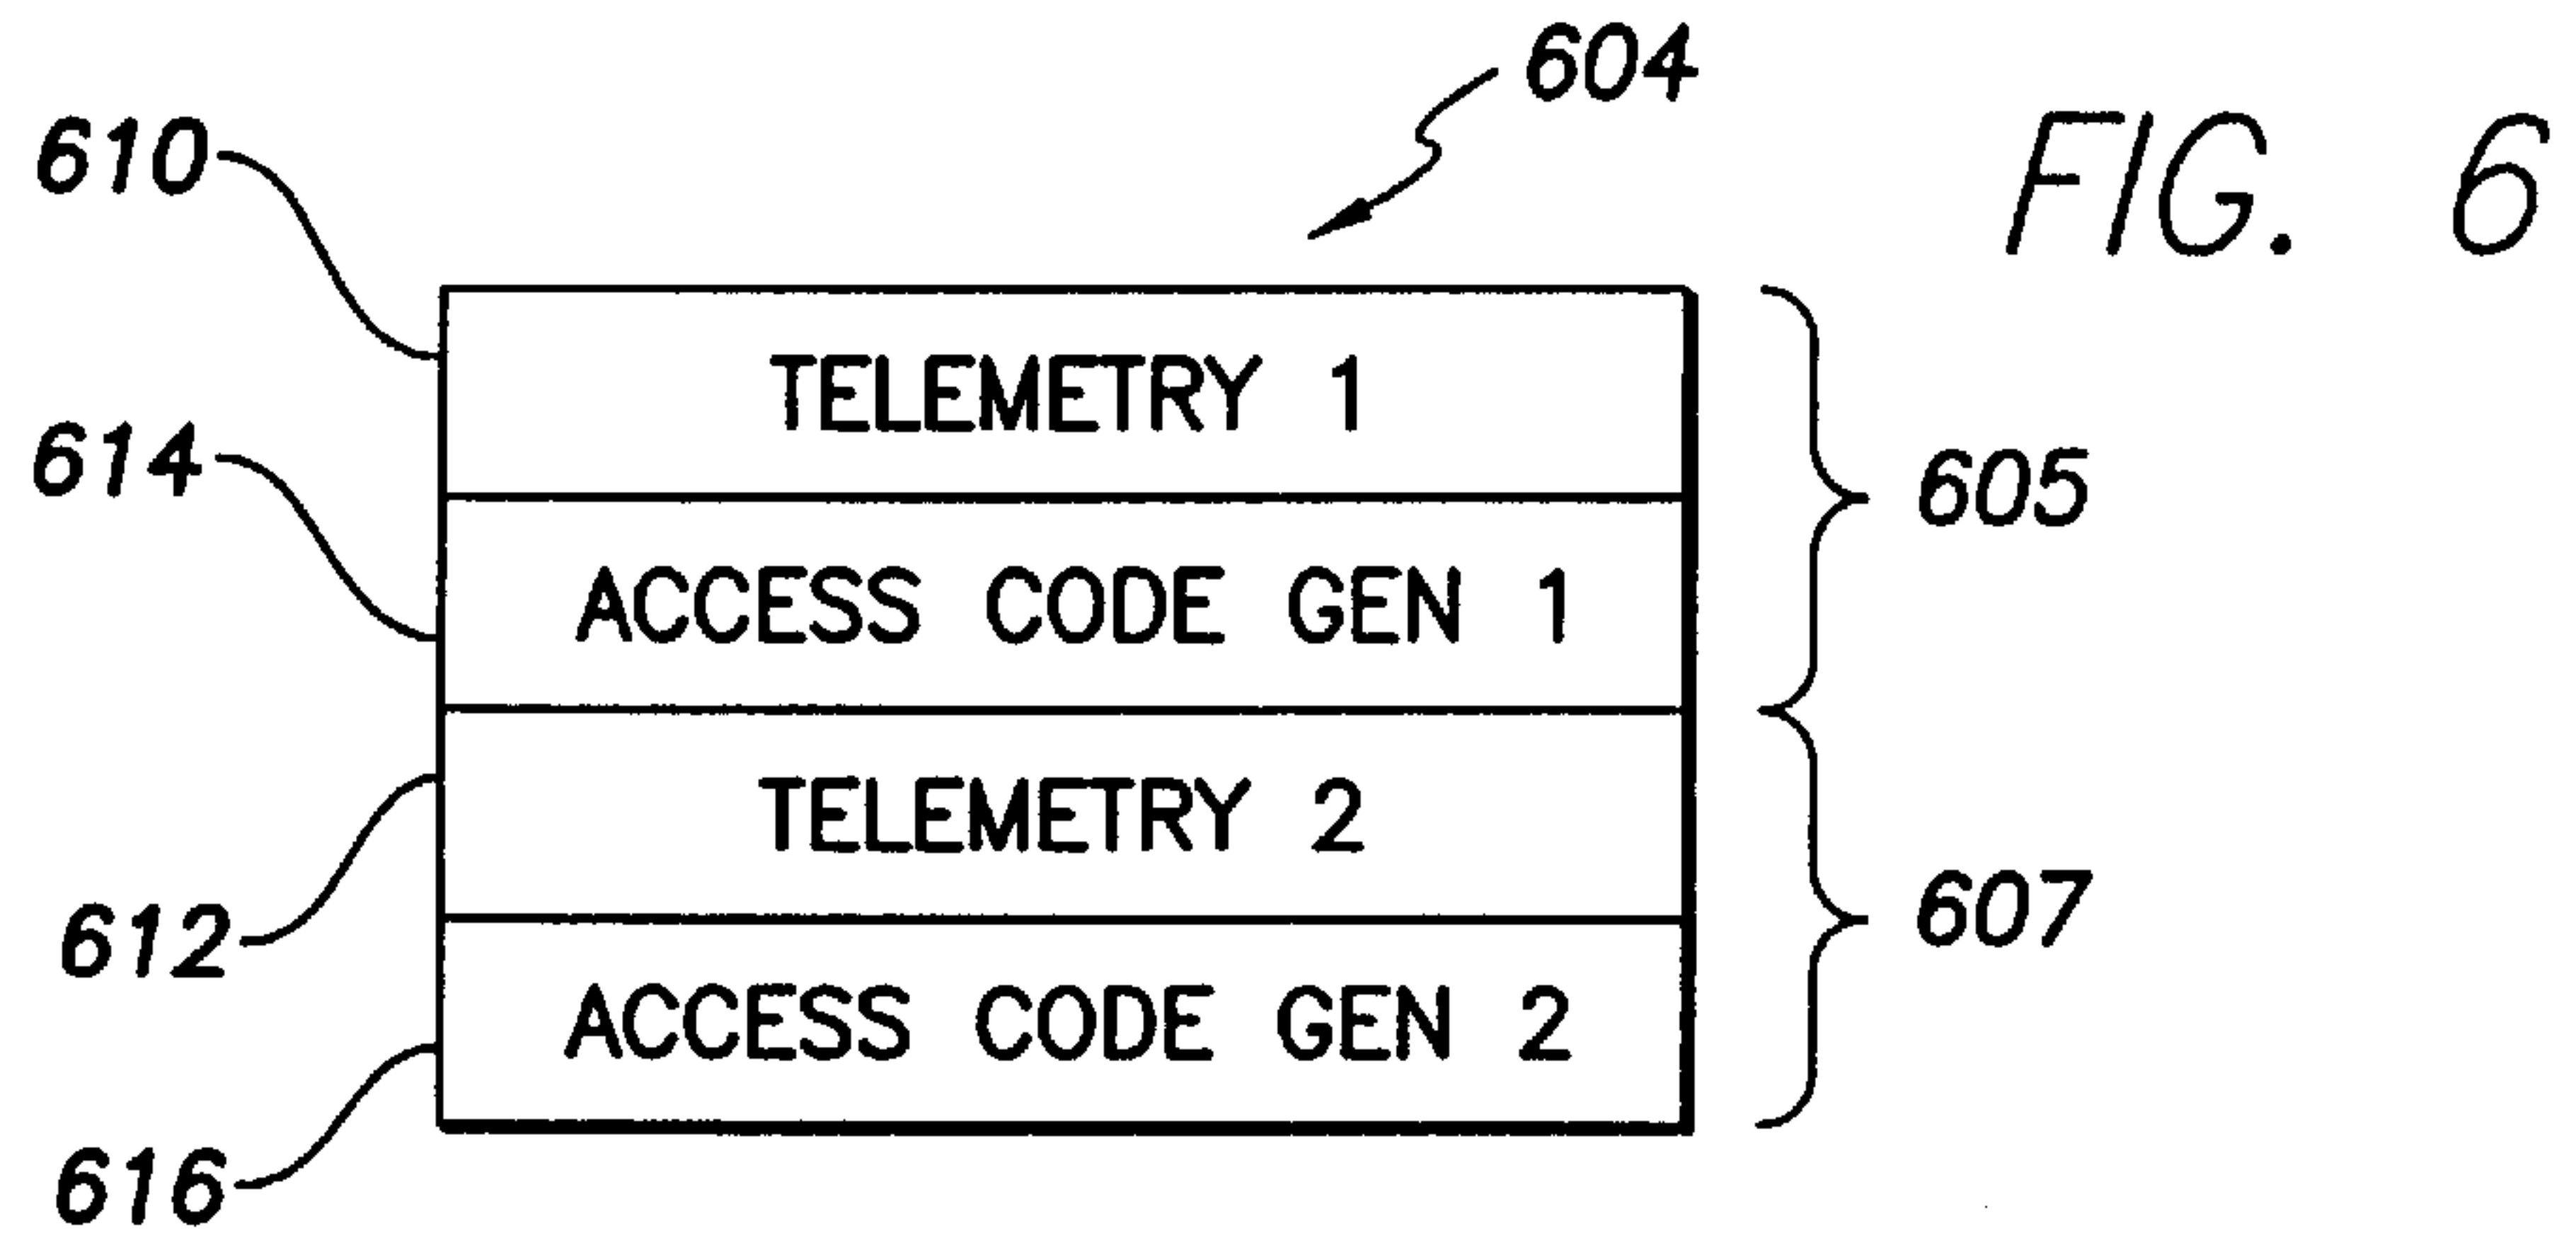 604
FIG. 6
610
TELEMETRY 1
614
605
ACCESS CODE GEN 1
TELEMETRY 2
612
607
ACCESS CODE GEN 2
616